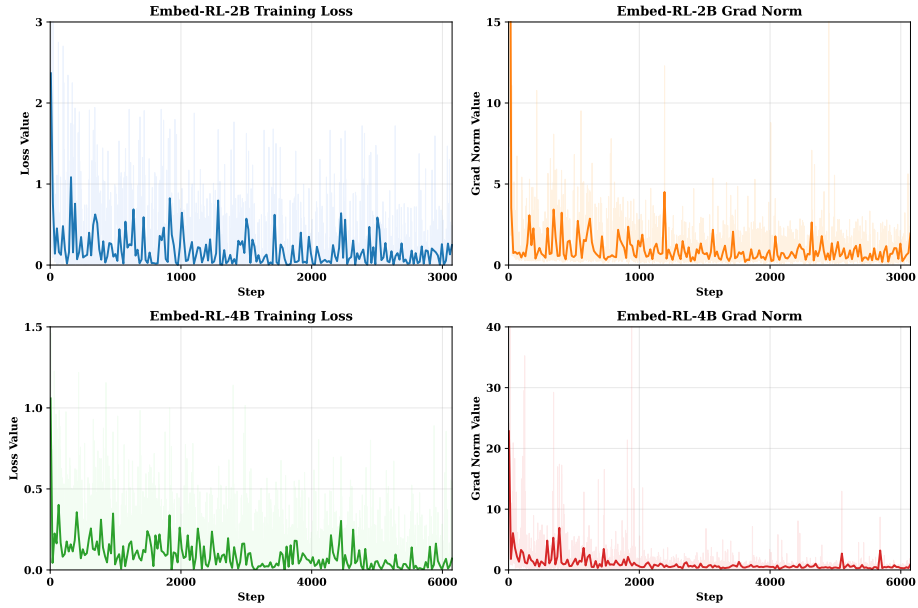 Embed-RL-2B Training Loss
3
2
1
0
Loss Value
0
1000
2000
3000
Step
Embed-RL-2B Grad Norm
15
10
5
0
Grad Norm Value
0
1000
2000
3000
Step
Embed-RL-4B Training Loss
1.5
1.0
0.5
0.0
Loss Value
0
2000
4000
6000
Step
Embed-RL-4B Grad Norm
40
30
20
10
0
Grad Norm Value
0
2000
4000
6000
Step